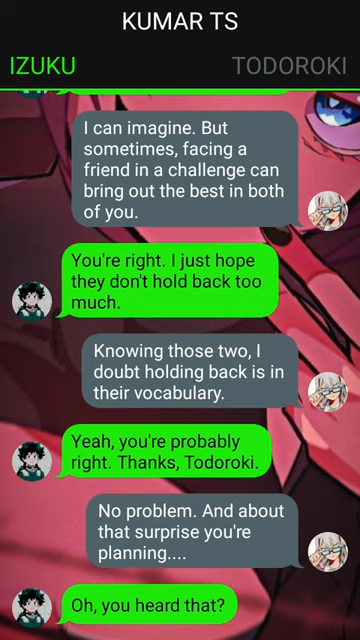 KUMAR TS
IZUKU
TODOROKI
I can imagine. But
sometimes, facing a
friend in a challenge can
bring out the best in both
of you.
You're right. I just hope
they don't hold back too
much.
Knowing those two, I
doubt holding back is in
their vocabulary.
Yeah, you're probably
right. Thanks, Todoroki.
No problem. And about
that surprise you're
planning....
Oh, you heard that?